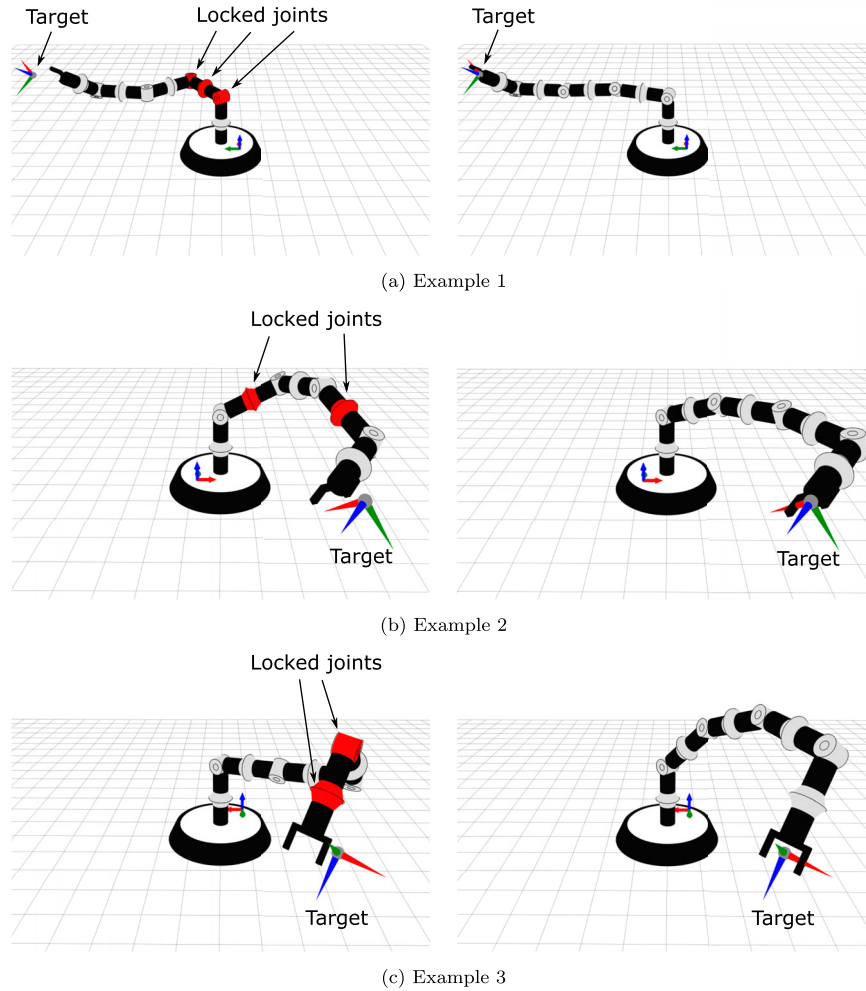 Target
Locked joints
Target
(a) Example 1
Locked joints
Target
Target
(b) Example 2
Locked joints
Target
Target
(c) Example 3